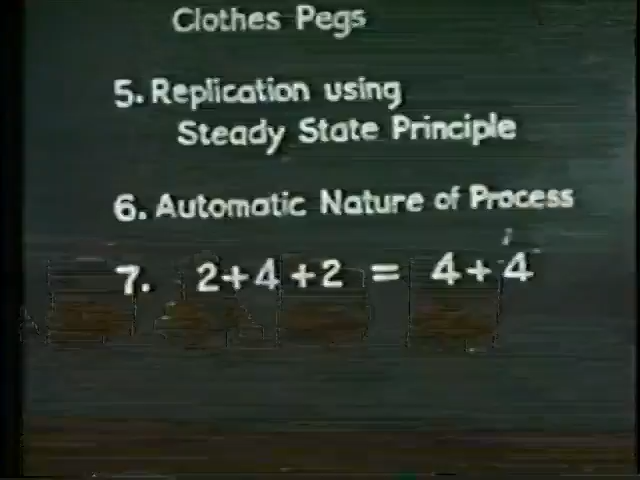 Clothes Pegs
5. Replication using
Steady State Principle
6. Automatic Nature of Process
7. 2+4+2 = 4+4